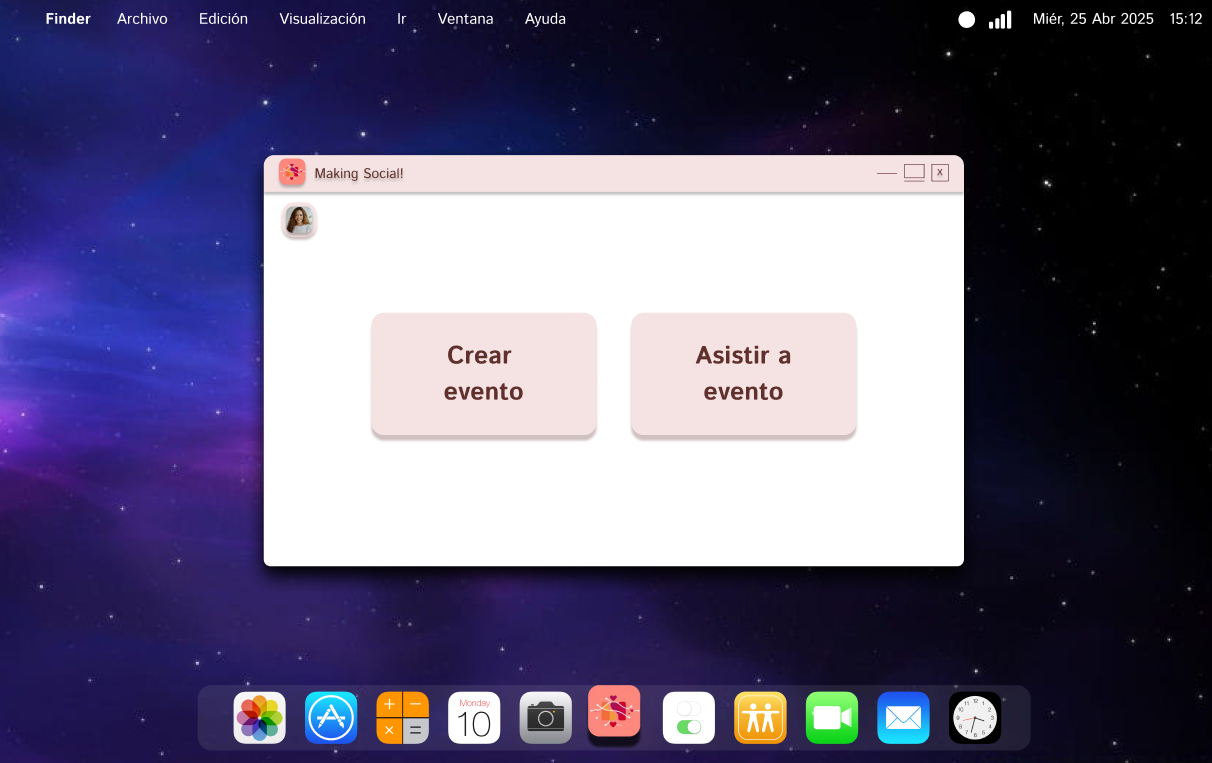 Finder Archivo Edición Visualización Ir Ventana Ayuda Miér, 25 Abr 2025 15:12
Making Social! X
Crear
evento
Asistir a
evento
Monday
10